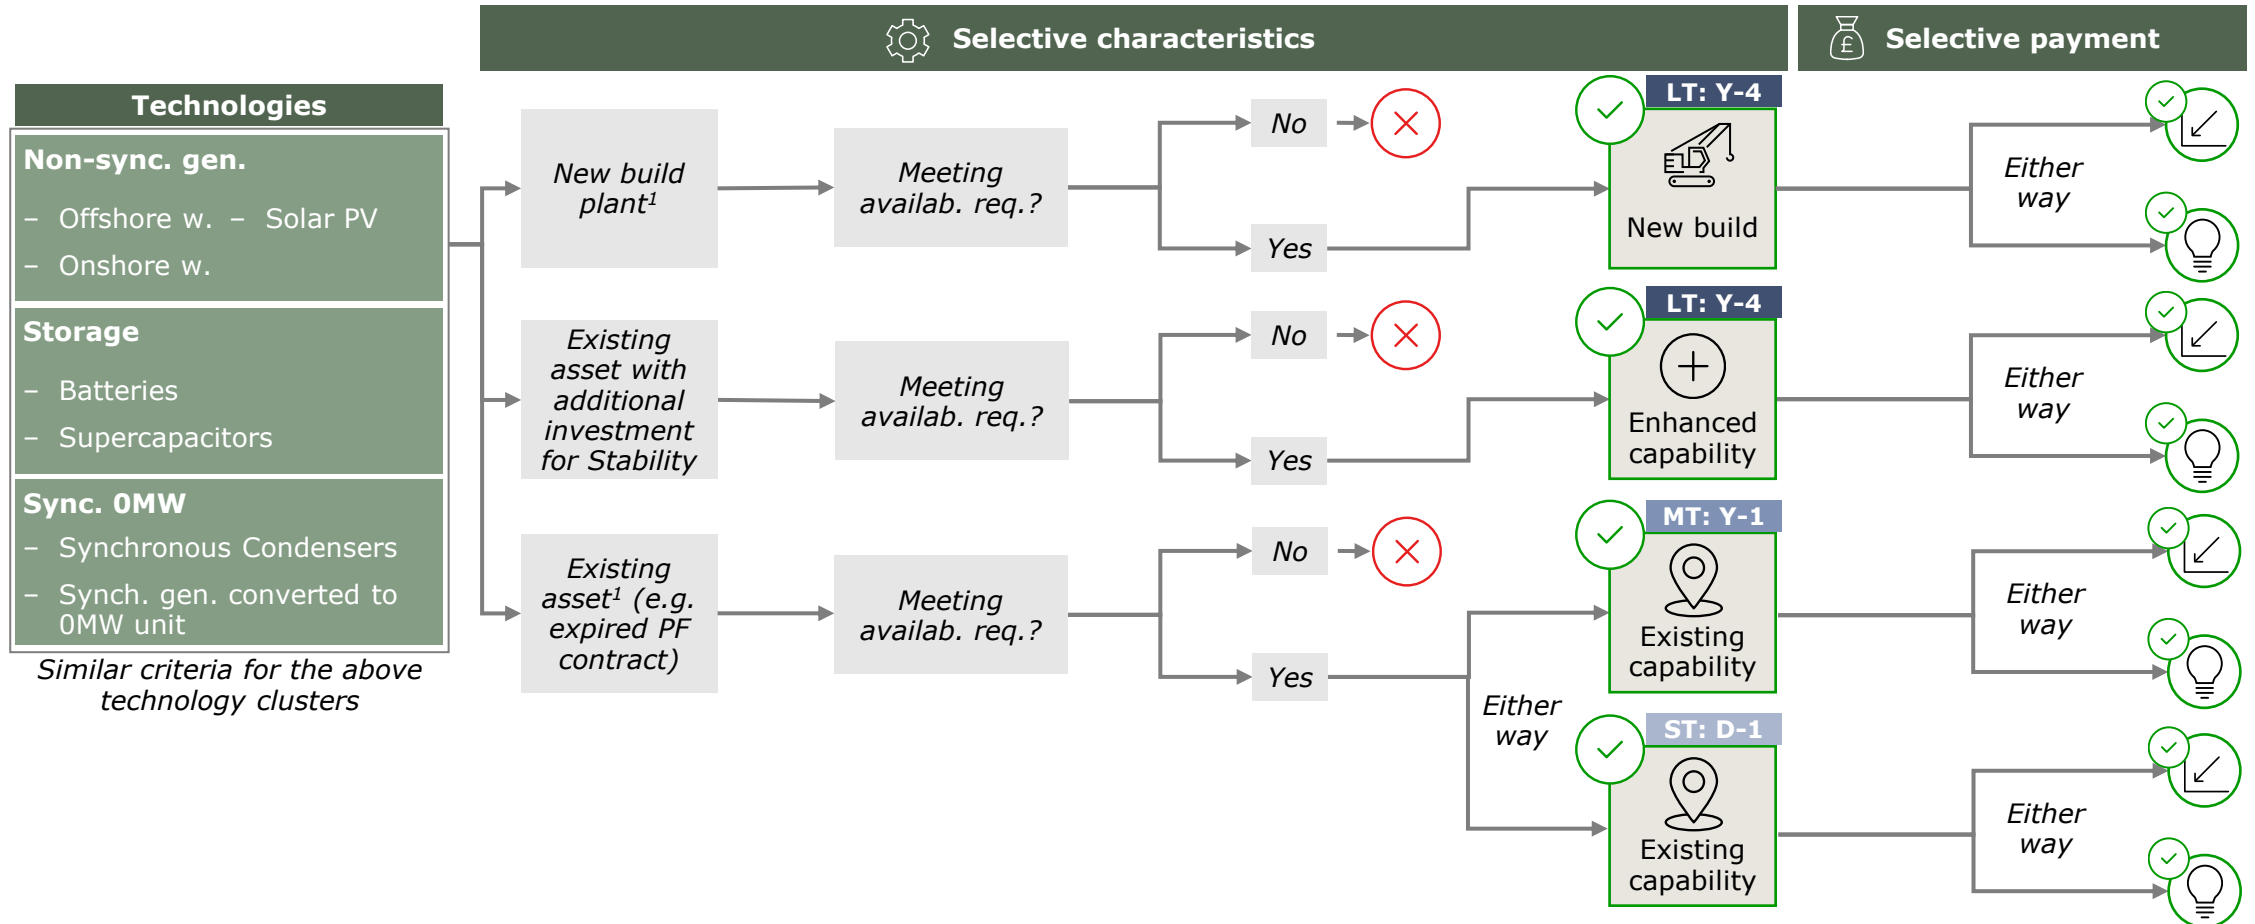 Selective characteristics
£
Selective payment
Technologies
Non-sync. gen.
– Offshore w. – Solar PV
– Onshore w.
Storage
– Batteries
– Supercapacitors
Sync. 0MW
– Synchronous Condensers
– Synch. gen. converted to
0MW unit
Similar criteria for the above
technology clusters
New build
plant¹
Meeting
availab. req.?
No
Yes
LT: Y-4
New build
Either
way
Existing
asset with
additional
investment
for Stability
Meeting
availab. req.?
No
Yes
LT: Y-4
Enhanced
capability
Either
way
Existing
asset¹ (e.g.
expired PF
contract)
Meeting
availab. req.?
No
Yes
Either
way
MT: Y-1
Existing
capability
Either
way
ST: D-1
Existing
capability
Either
way